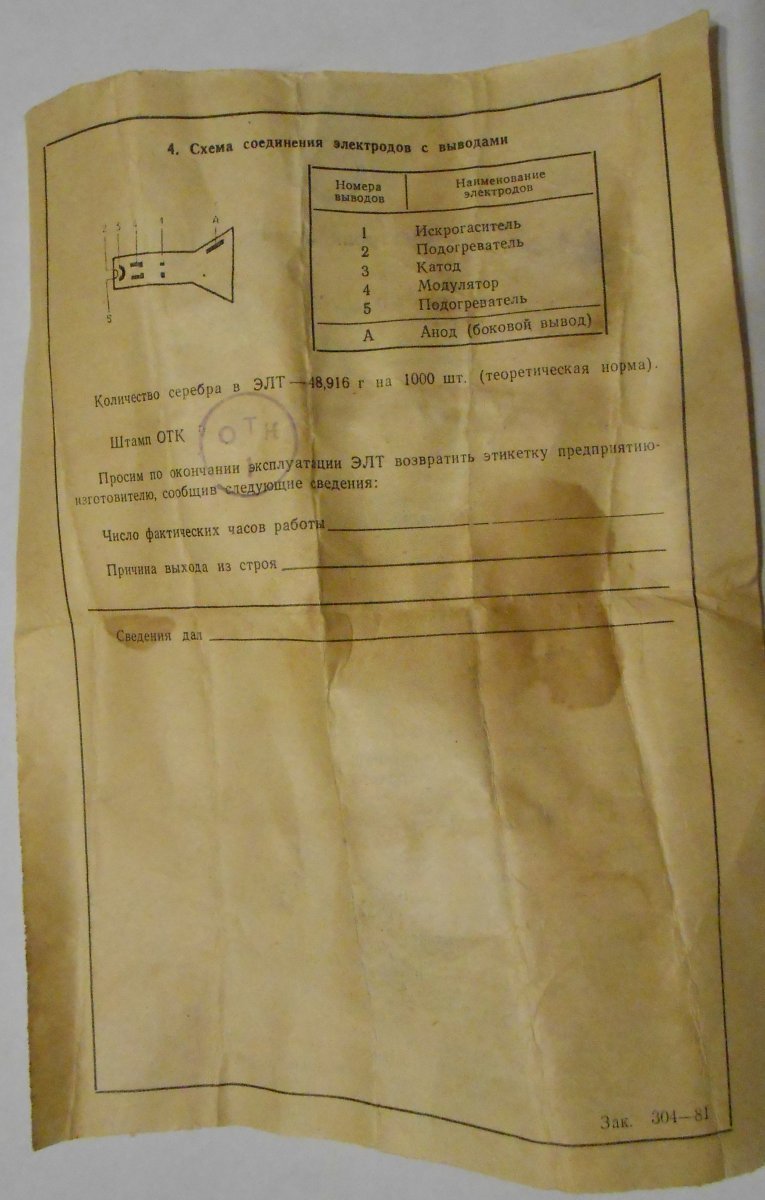 4. Схема соединения электродов с выводами
Номера выводов
Наименование электродов
1 Искрогаситель
2 Подогреватель
3 Катод
4 Модулятор
5 Подогреватель
А Анод (боковой вывод)
2 3 4 1 А
5
Количество серебра в ЭЛТ — 48,916 г на 1000 шт. (теоретическая норма).
Штамп ОТК
Просим по окончании эксплуатации ЭЛТ возвратить этикетку предприятию-
изготовителю, сообщив следующие сведения:
Число фактических часов работы
Причина выхода из строя
Сведения дал
Зак. 304—81